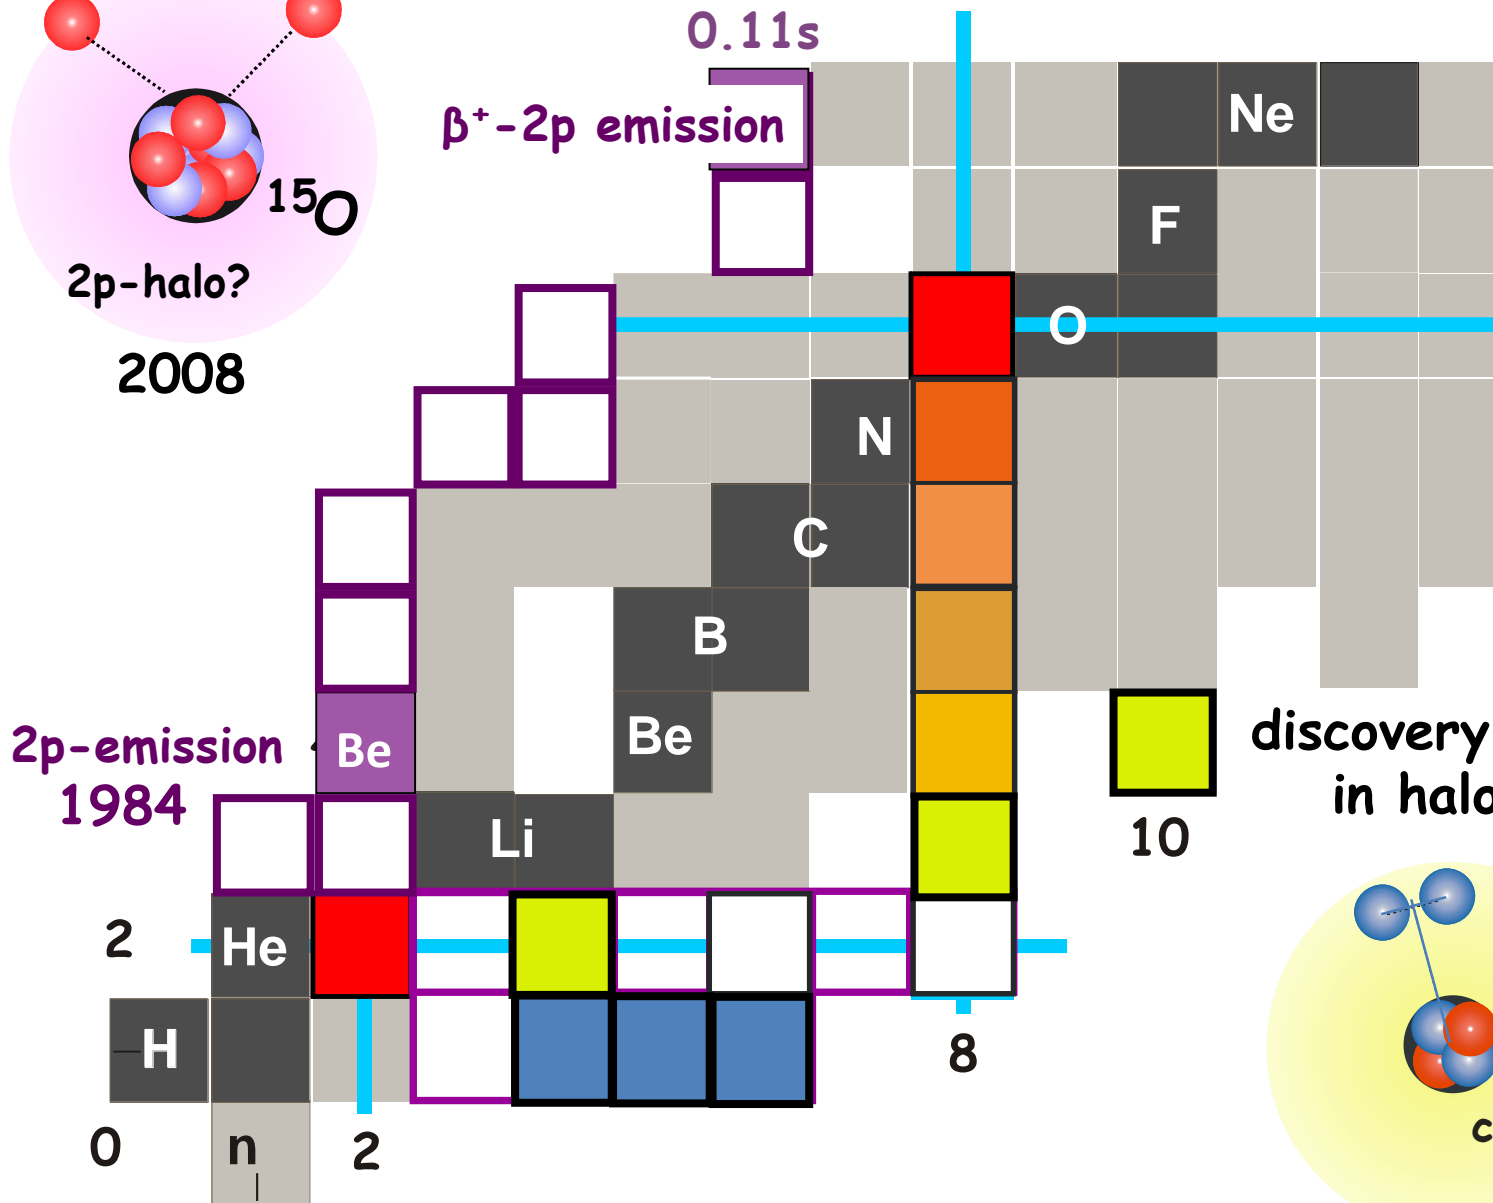 0.11s
β⁺-2p emission
Ne
¹⁵O
F
2p-halo?
O
2008
N
C
B
2p-emission
1984
Be
Be
discovery
in halo
Li
10
2
He
H
8
0
n
2